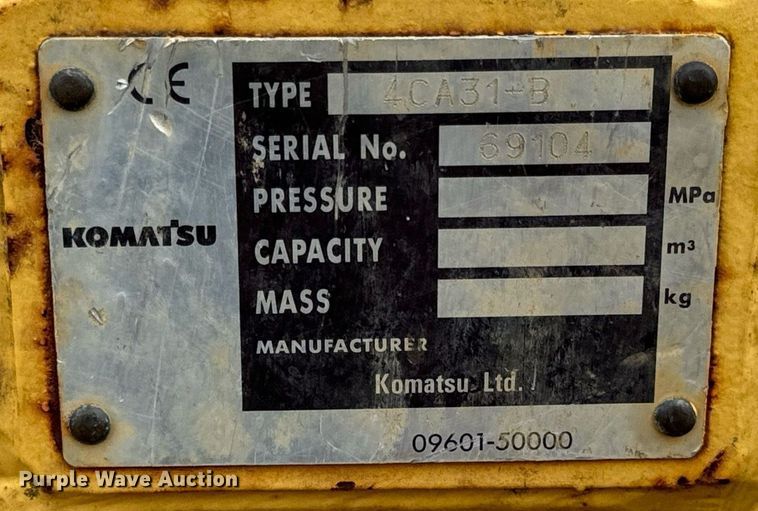 CE
TYPE 4CA31-B
SERIAL No. 69104
PRESSURE MPa
KOMATSU
CAPACITY m³
MASS kg
MANUFACTURER
Komatsu Ltd.
09601-50000
Purple Wave Auction